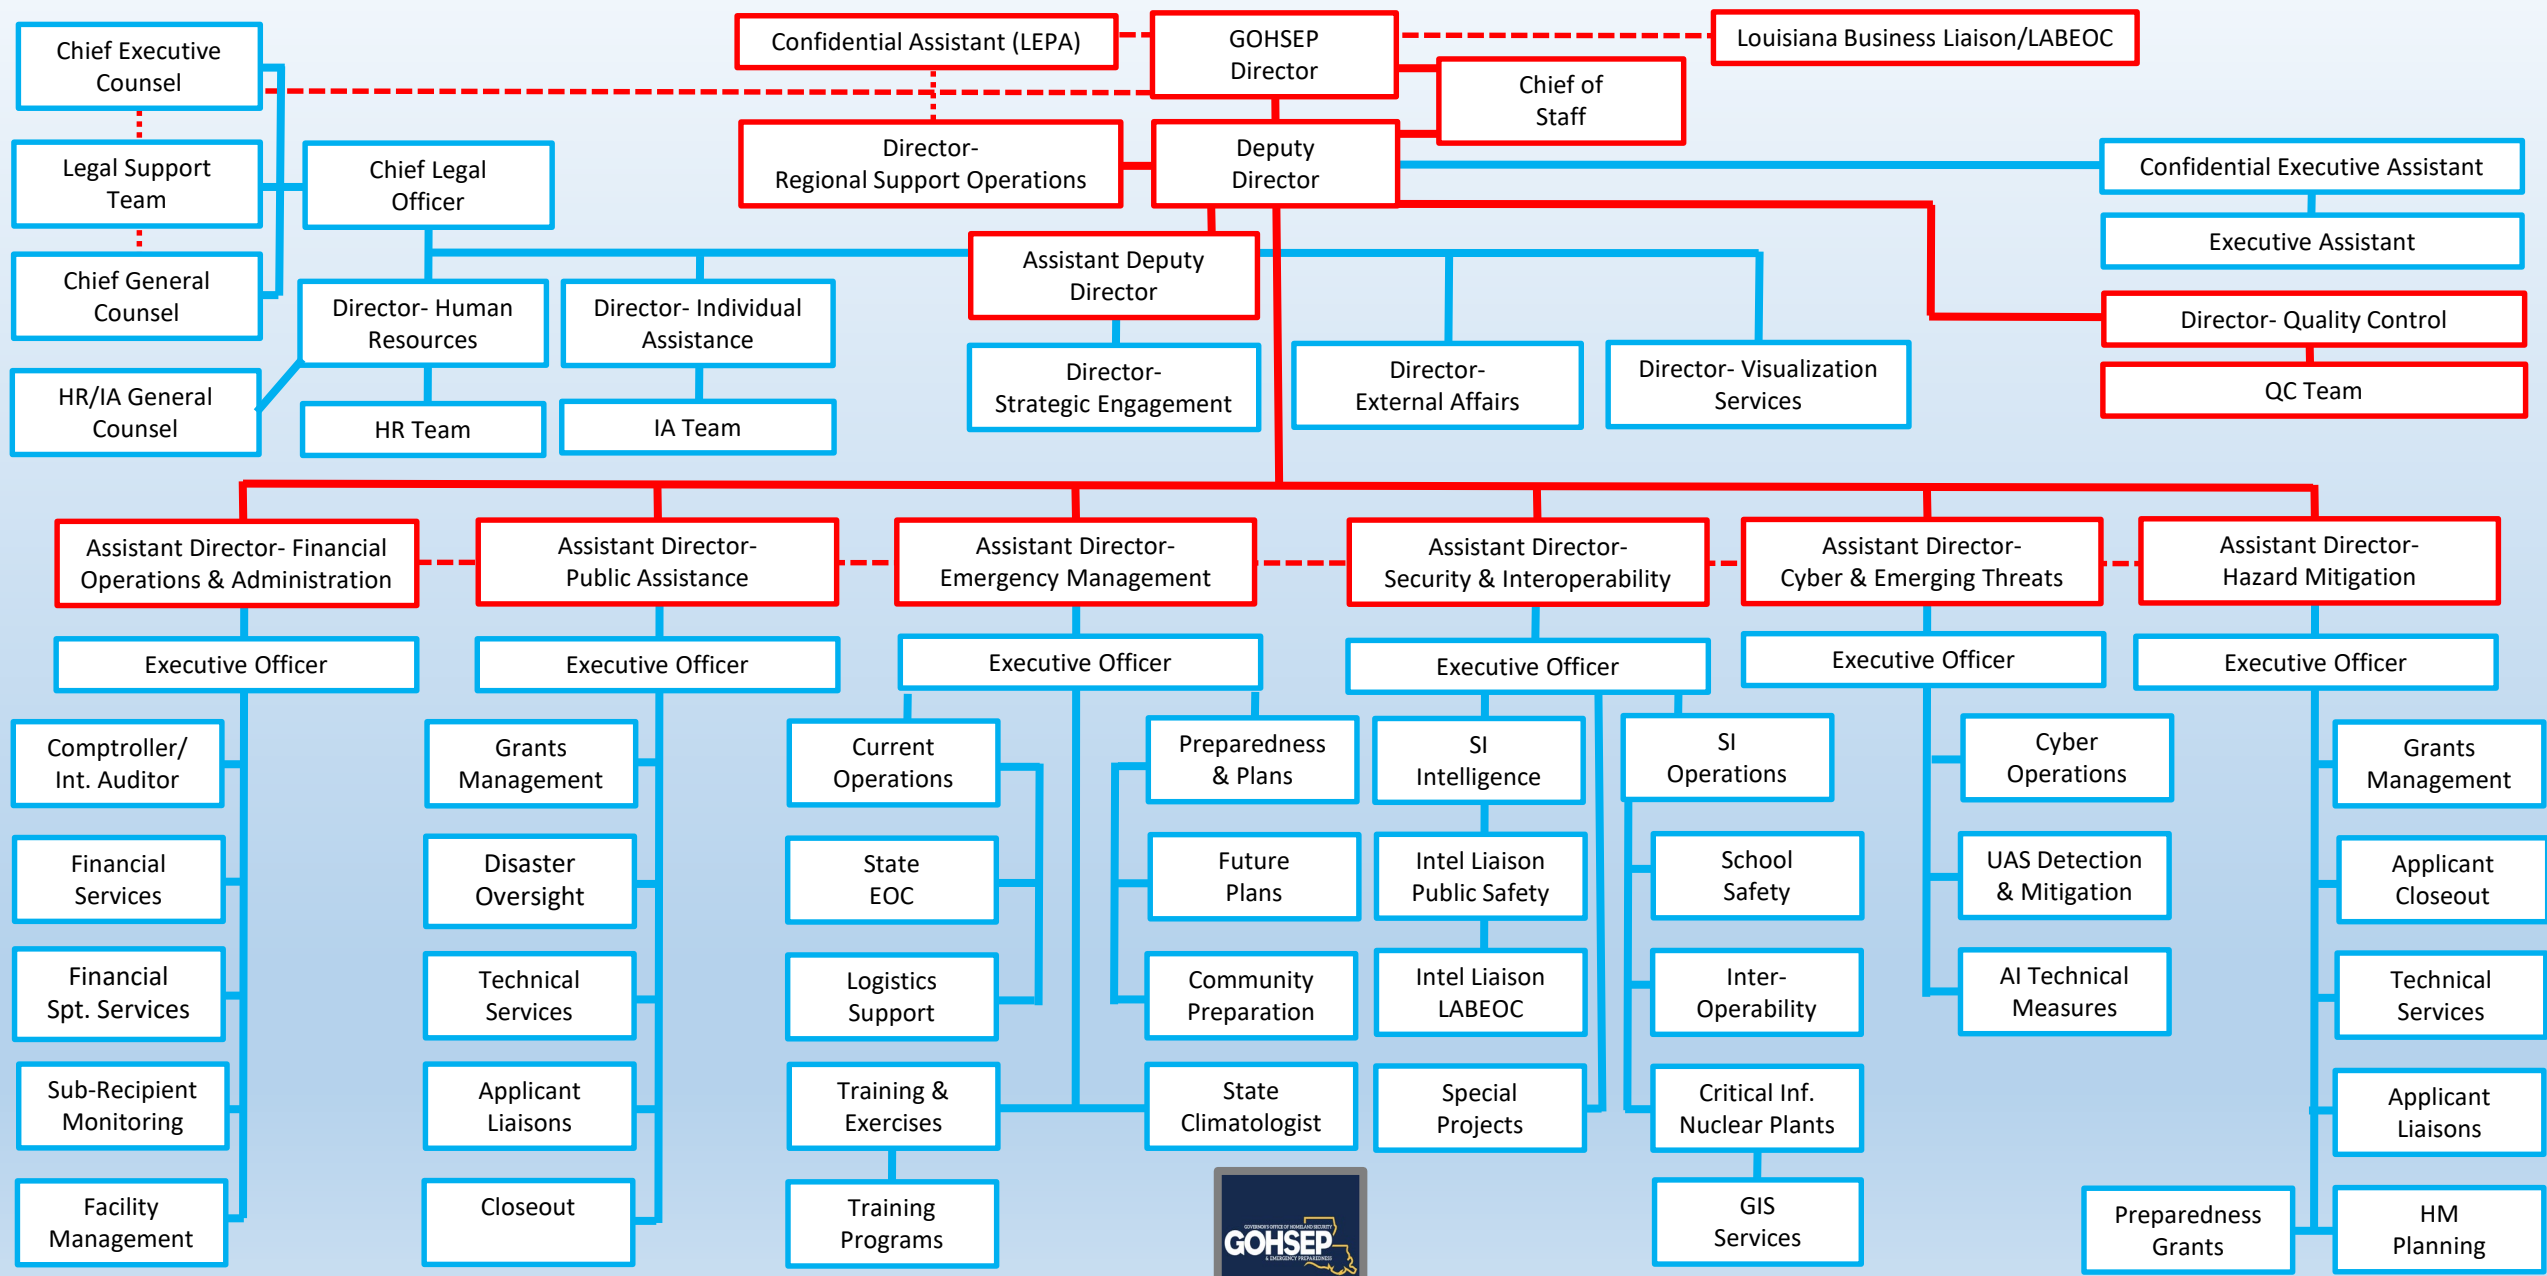 Chief Executive
Counsel
Confidential Assistant (LEPA)
GOHSEP
Director
Louisiana Business Liaison/LABEOC
Chief of
Staff
Legal Support
Team
Chief Legal
Officer
Director-
Regional Support Operations
Deputy
Director
Confidential Executive Assistant
Executive Assistant
Chief General
Counsel
Director- Human
Resources
Director- Individual
Assistance
Assistant Deputy
Director
Director- Quality Control
HR/IA General
Counsel
HR Team
IA Team
Director-
Strategic Engagement
Director-
External Affairs
Director- Visualization
Services
QC Team
Assistant Director- Financial
Operations & Administration
Assistant Director-
Public Assistance
Assistant Director-
Emergency Management
Assistant Director-
Security & Interoperability
Assistant Director-
Cyber & Emerging Threats
Assistant Director-
Hazard Mitigation
Executive Officer
Executive Officer
Executive Officer
Executive Officer
Executive Officer
Executive Officer
Comptroller/
Int. Auditor
Grants
Management
Current
Operations
Preparedness
& Plans
SI
Intelligence
SI
Operations
Cyber
Operations
Grants
Management
Financial
Services
Disaster
Oversight
State
EOC
Future
Plans
Intel Liaison
Public Safety
School
Safety
UAS Detection
& Mitigation
Applicant
Closeout
Financial
Spt. Services
Technical
Services
Logistics
Support
Community
Preparation
Intel Liaison
LABEOC
Inter-
Operability
AI Technical
Measures
Technical
Services
Sub-Recipient
Monitoring
Applicant
Liaisons
Training &
Exercises
State
Climatologist
Special
Projects
Critical Inf.
Nuclear Plants
Applicant
Liaisons
Facility
Management
Closeout
Training
Programs
GOVERNOR'S OFFICE OF HOMELAND SECURITY
GOHSEP
& EMERGENCY PREPAREDNESS
GIS
Services
Preparedness
Grants
HM
Planning